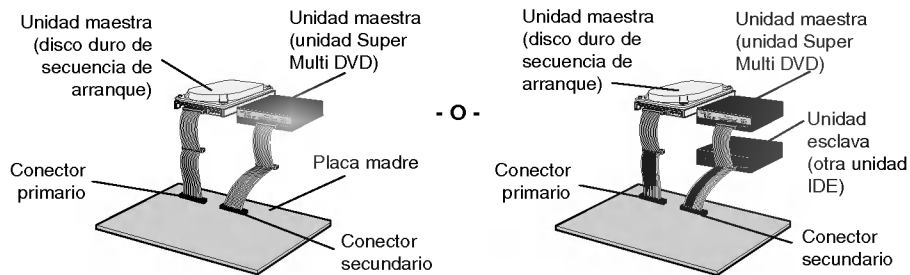 Unidad maestra
(disco duro de
secuencia de
arranque)
Unidad maestra
(unidad Super
Multi DVD)
Conector
primario
Placa madre
Conector
secundario
- O -
Unidad maestra
(disco duro de
secuencia de
arranque)
Unidad maestra
(unidad Super
Multi DVD)
Unidad
esclava
(otra unidad
IDE)
Conector
primario
Conector
secundario